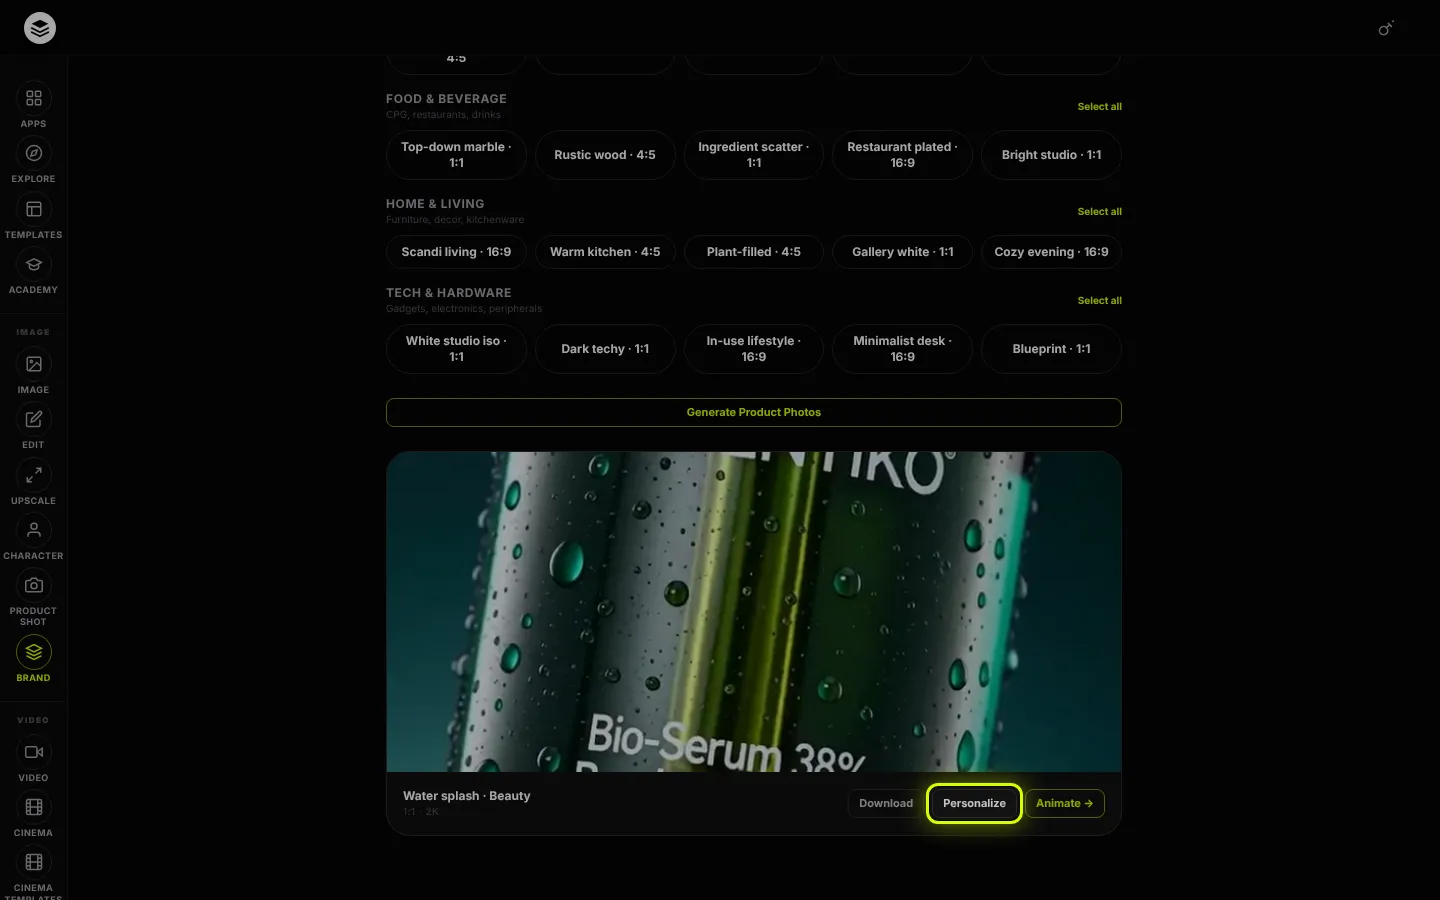 4:5
FOOD & BEVERAGE
CPG, restaurants, drinks
Select all
Top-down marble ·
1:1
Rustic wood · 4:5
Ingredient scatter ·
1:1
Restaurant plated ·
16:9
Bright studio · 1:1
HOME & LIVING
Furniture, decor, kitchenware
Select all
Scandi living · 16:9
Warm kitchen · 4:5
Plant-filled · 4:5
Gallery white · 1:1
Cozy evening · 16:9
TECH & HARDWARE
Gadgets, electronics, peripherals
Select all
White studio iso ·
1:1
Dark techy · 1:1
In-use lifestyle ·
16:9
Minimalist desk ·
16:9
Blueprint · 1:1
Generate Product Photos
Bio-Serum 38%
Water splash · Beauty
1:1 · 2K
Download
Personalize
Animate →
APPS
EXPLORE
TEMPLATES
ACADEMY
IMAGE
IMAGE
EDIT
UPSCALE
CHARACTER
PRODUCT
SHOT
BRAND
VIDEO
VIDEO
CINEMA
CINEMA
TEMPLATES